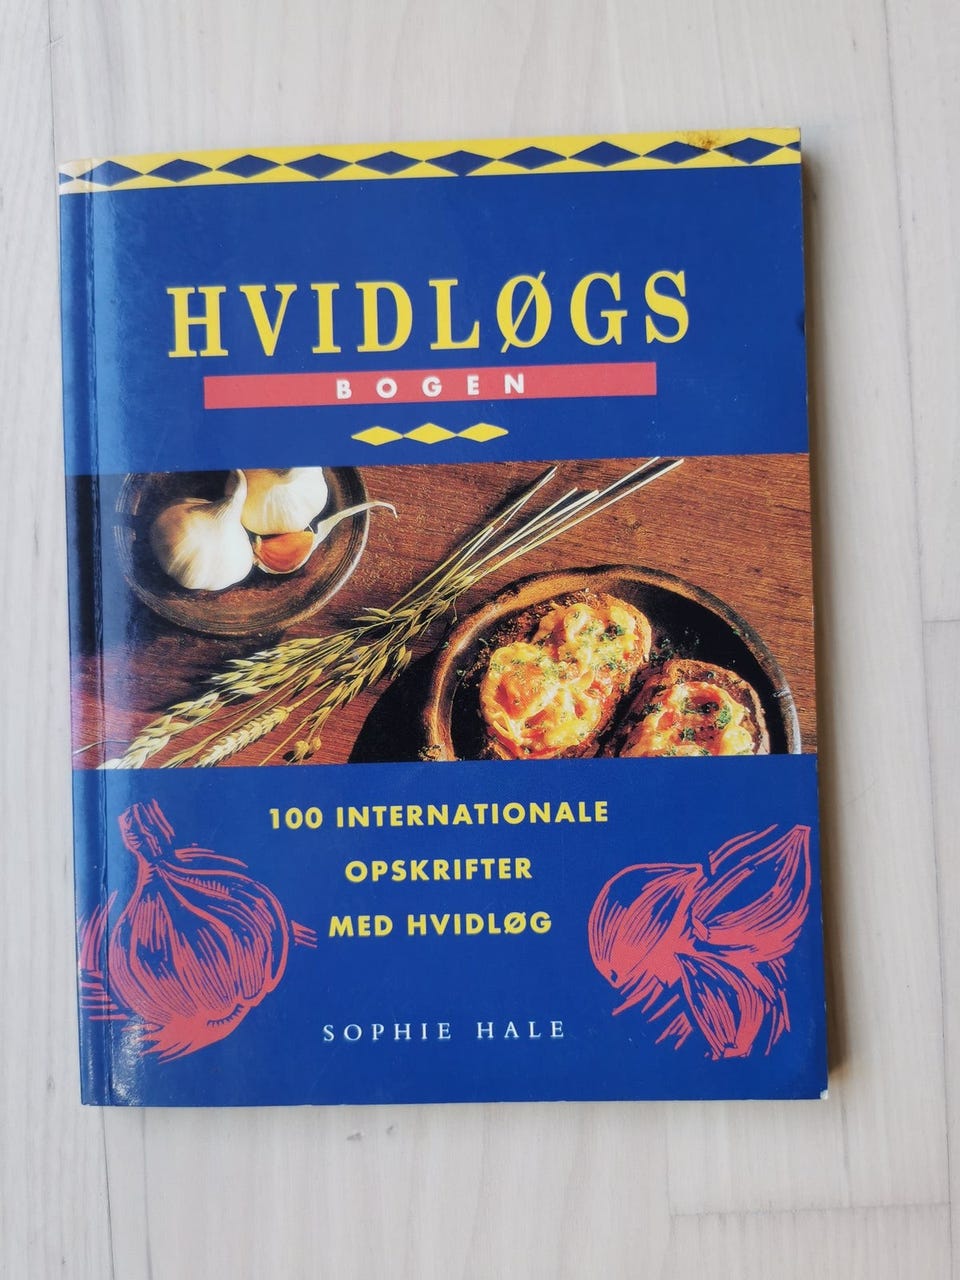 HVIDLØGS
BOGEN
100 INTERNATIONALE
OPSKRIFTER
MED HVIDLØG
SOPHIE HALE